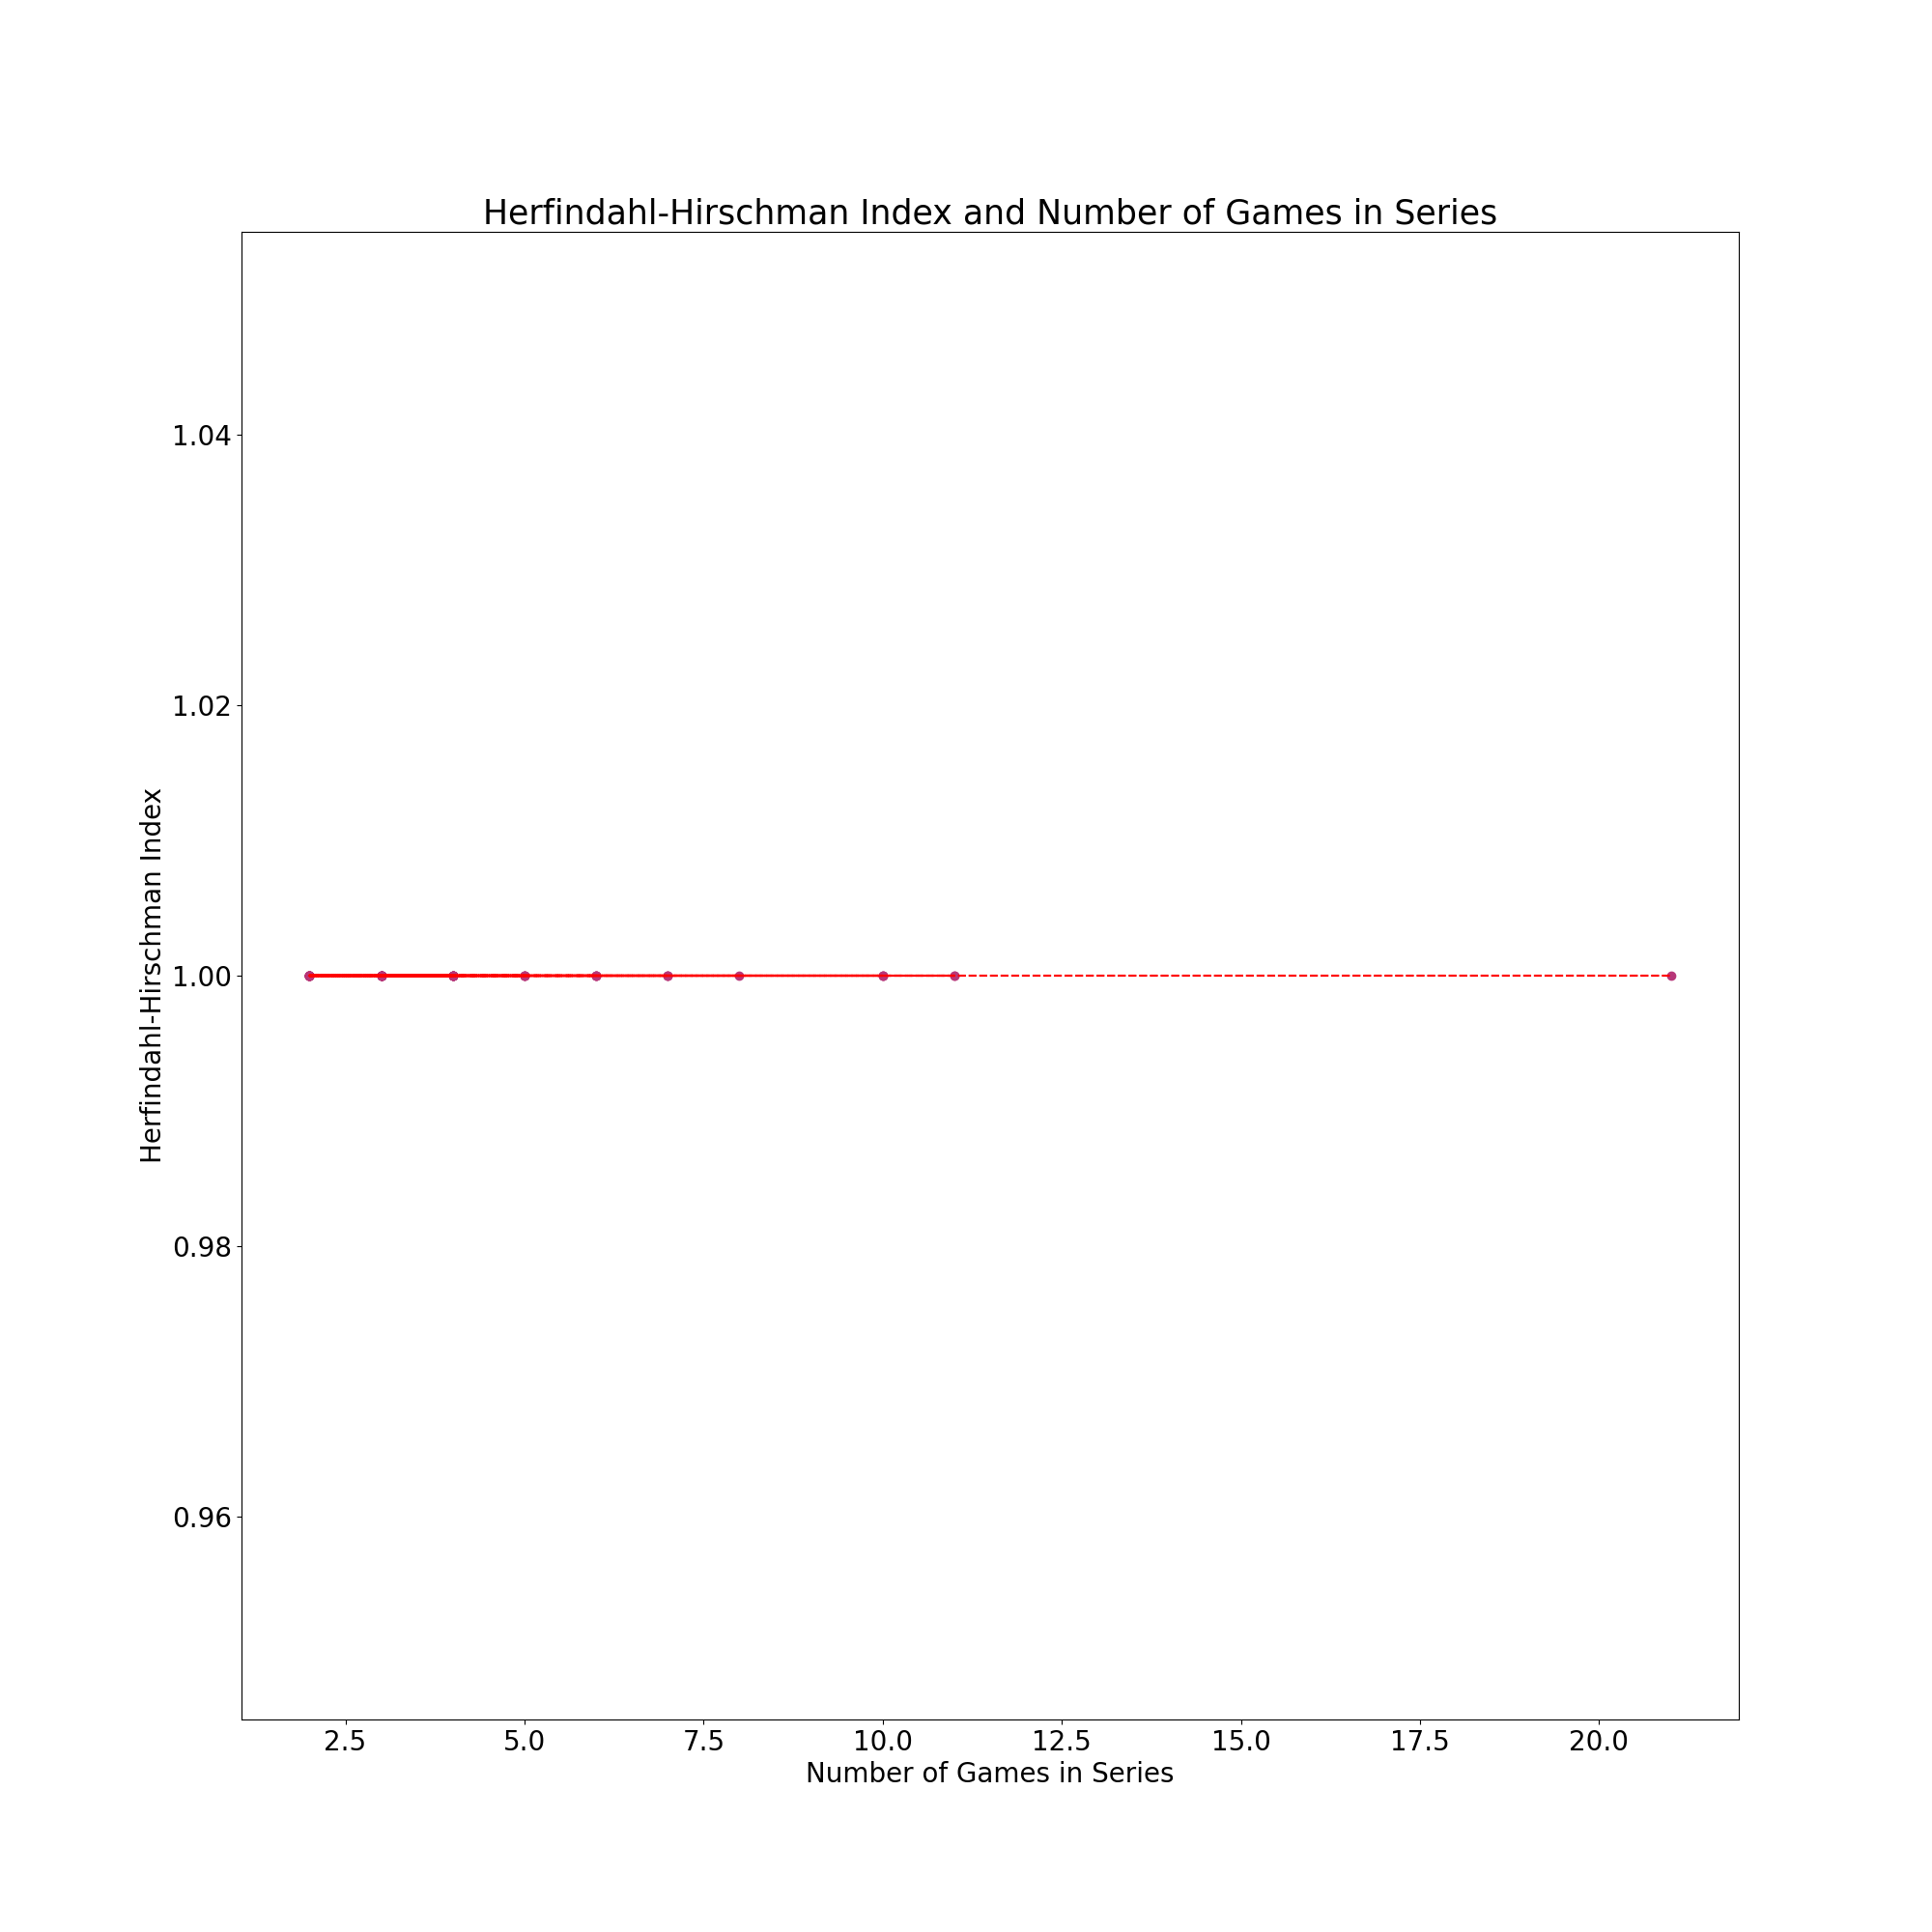 Herfindahl-Hirschman Index and Number of Games in Series
Herfindahl-Hirschman Index
1.04
1.02
1.00
0.98
0.96
2.5 5.0 7.5 10.0 12.5 15.0 17.5 20.0
Number of Games in Series